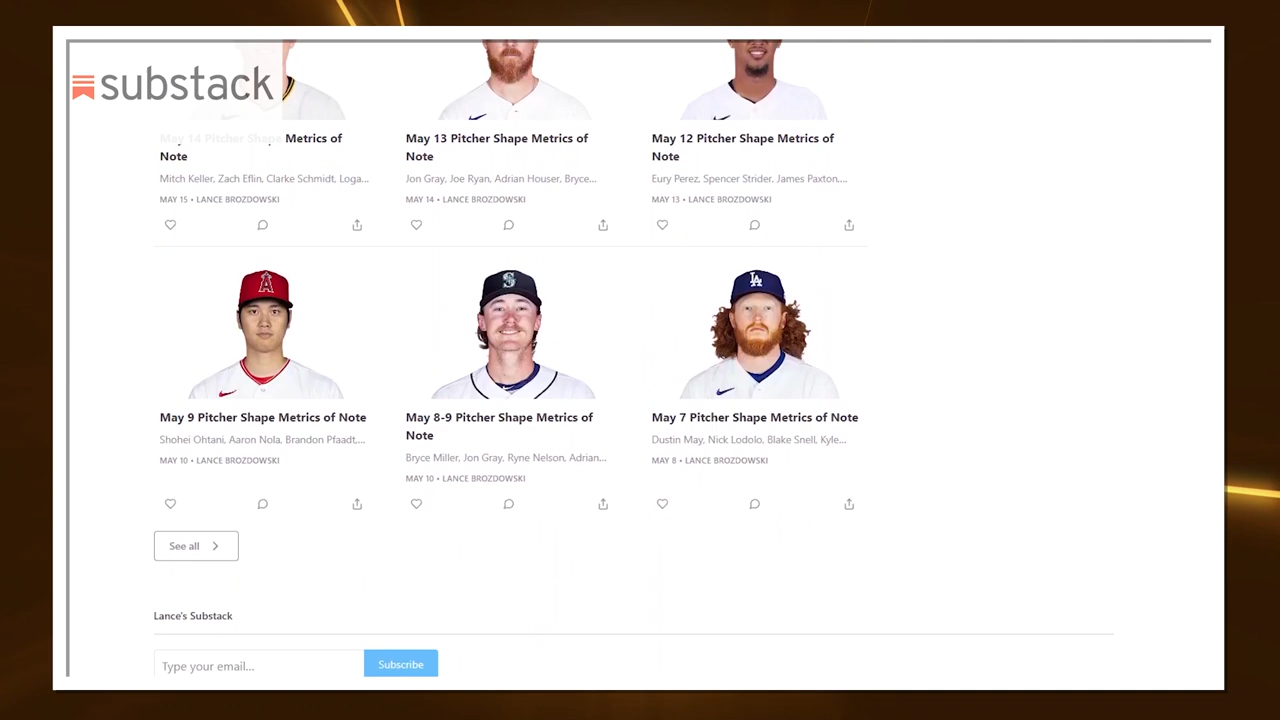 substack
May 14 Pitcher Shape Metrics of
Note
Mitch Keller, Zach Eflin, Clarke Schmidt, Loga...
MAY 15 • LANCE BROZDOWSKI
May 13 Pitcher Shape Metrics of
Note
Jon Gray, Joe Ryan, Adrian Houser, Bryce...
MAY 14 • LANCE BROZDOWSKI
May 12 Pitcher Shape Metrics of
Note
Eury Perez, Spencer Strider, James Paxton,...
MAY 13 • LANCE BROZDOWSKI
May 9 Pitcher Shape Metrics of Note
Shohei Ohtani, Aaron Nola, Brandon Pfaadt,...
MAY 10 • LANCE BROZDOWSKI
May 8-9 Pitcher Shape Metrics of
Note
Bryce Miller, Jon Gray, Ryne Nelson, Adrian...
MAY 10 • LANCE BROZDOWSKI
LA
May 7 Pitcher Shape Metrics of Note
Dustin May, Nick Lodolo, Blake Snell, Kyle...
MAY 8 • LANCE BROZDOWSKI
See all
Lance's Substack
Type your email...
Subscribe